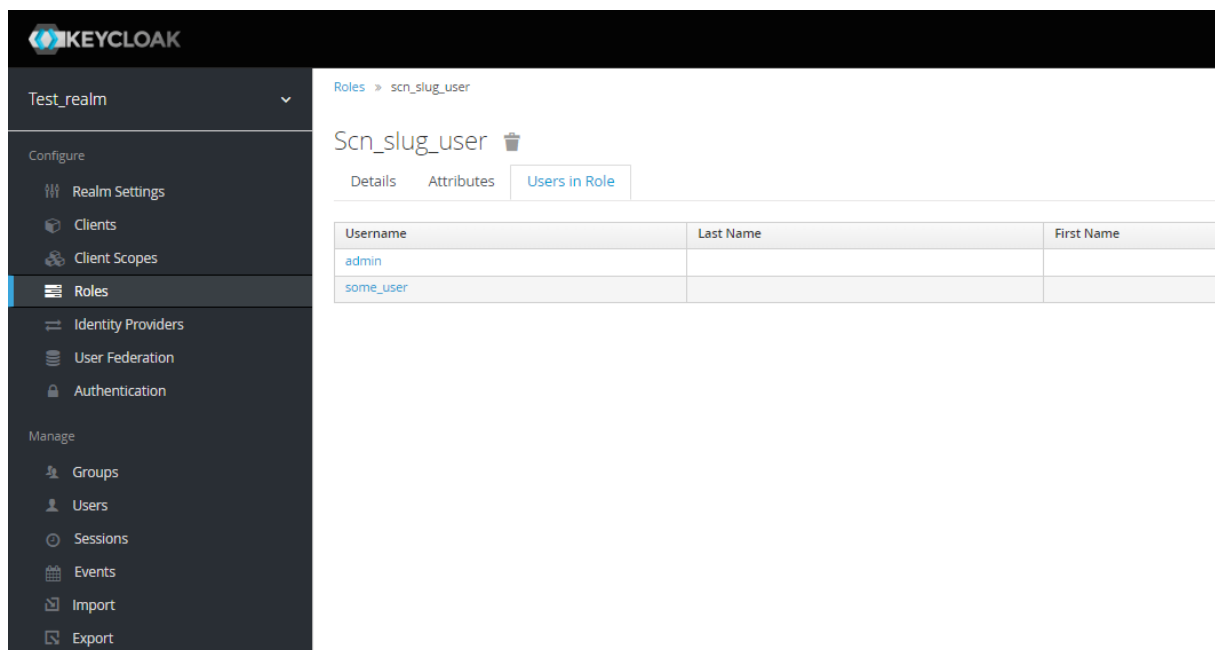 KEYCLOAK
Test_realm
Configure
Realm Settings
Clients
Client Scopes
Roles
Identity Providers
User Federation
Authentication
Manage
Groups
Users
Sessions
Events
Import
Export
Roles » scn_slug_user
Scn_slug_user
Details Attributes Users in Role
Username Last Name First Name
admin
some_user